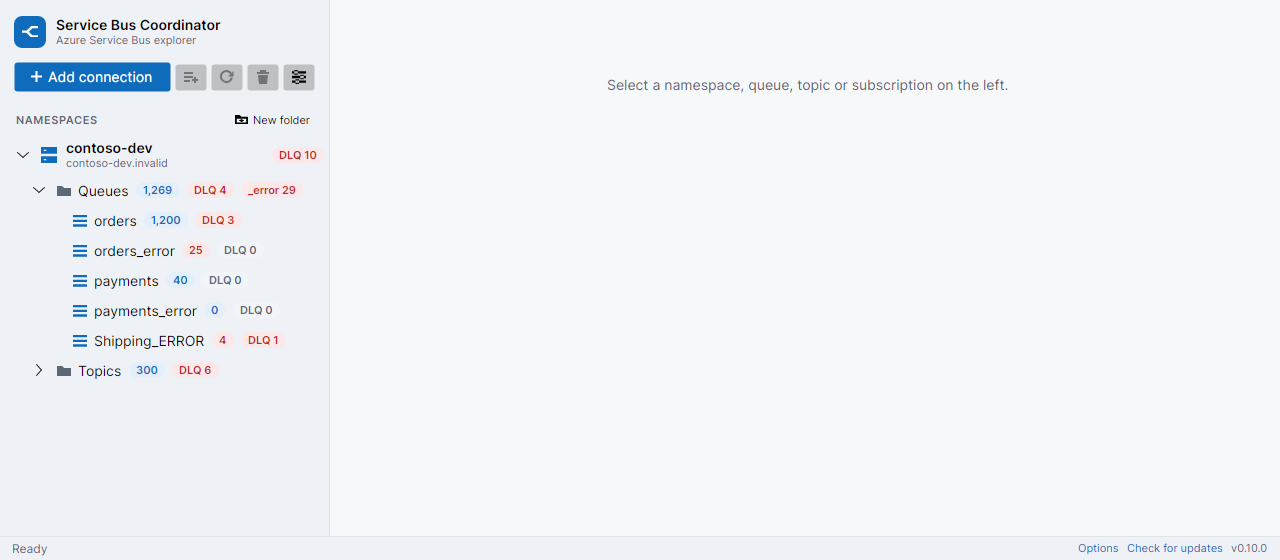 Service Bus Coordinator
Azure Service Bus explorer
Add connection
NAMESPACES New folder
contoso-dev
contoso-dev.invalid
DLQ 10
Queues 1,269 DLQ 4 _error 29
orders 1,200 DLQ 3
orders_error 25 DLQ 0
payments 40 DLQ 0
payments_error 0 DLQ 0
Shipping_ERROR 4 DLQ 1
Topics 300 DLQ 6
Select a namespace, queue, topic or subscription on the left.
Ready
Options Check for updates v0.10.0